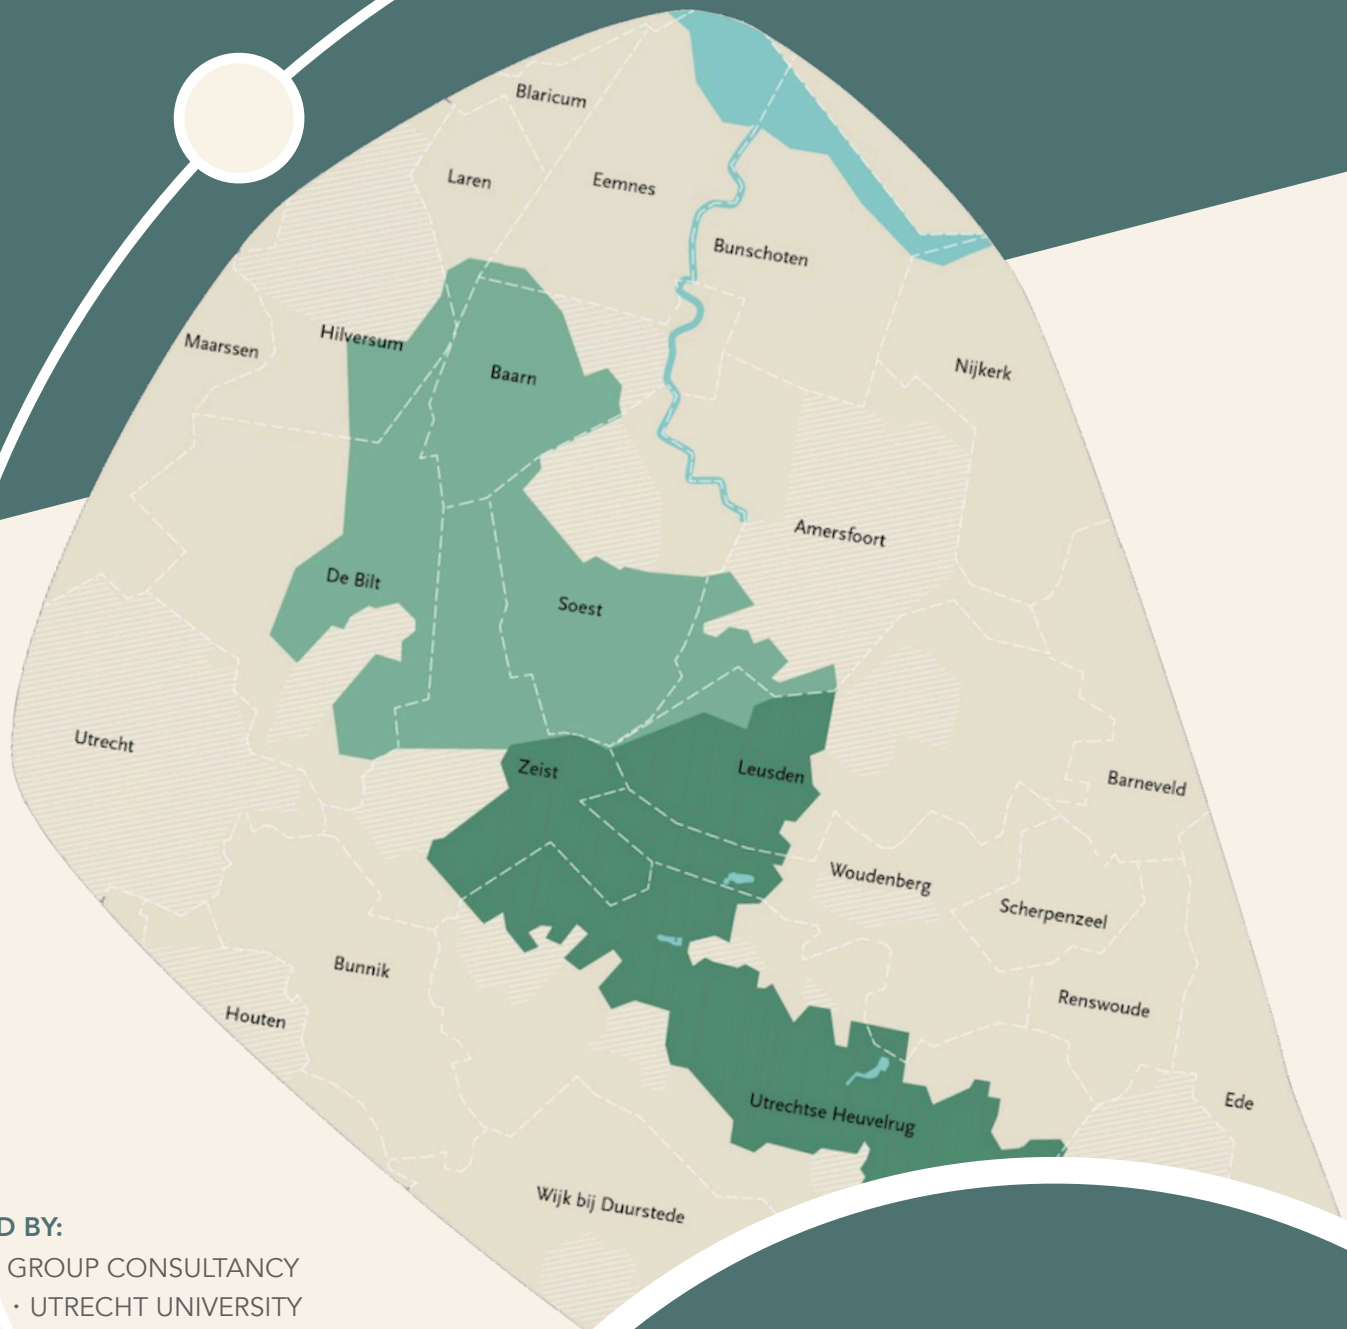 Blaricum
Laren
Eemnes
Bunschoten
Maarssen
Hilversum
Baarn
Nijkerk
Amersfoort
De Bilt
Soest
Utrecht
Zeist
Leusden
Barneveld
Woudenberg
Scherpenzeel
Bunnik
Renswoude
Houten
Utrechtse Heuvelrug
Ede
Wijk bij Duurstede
D BY:
GROUP CONSULTANCY
· UTRECHT UNIVERSITY